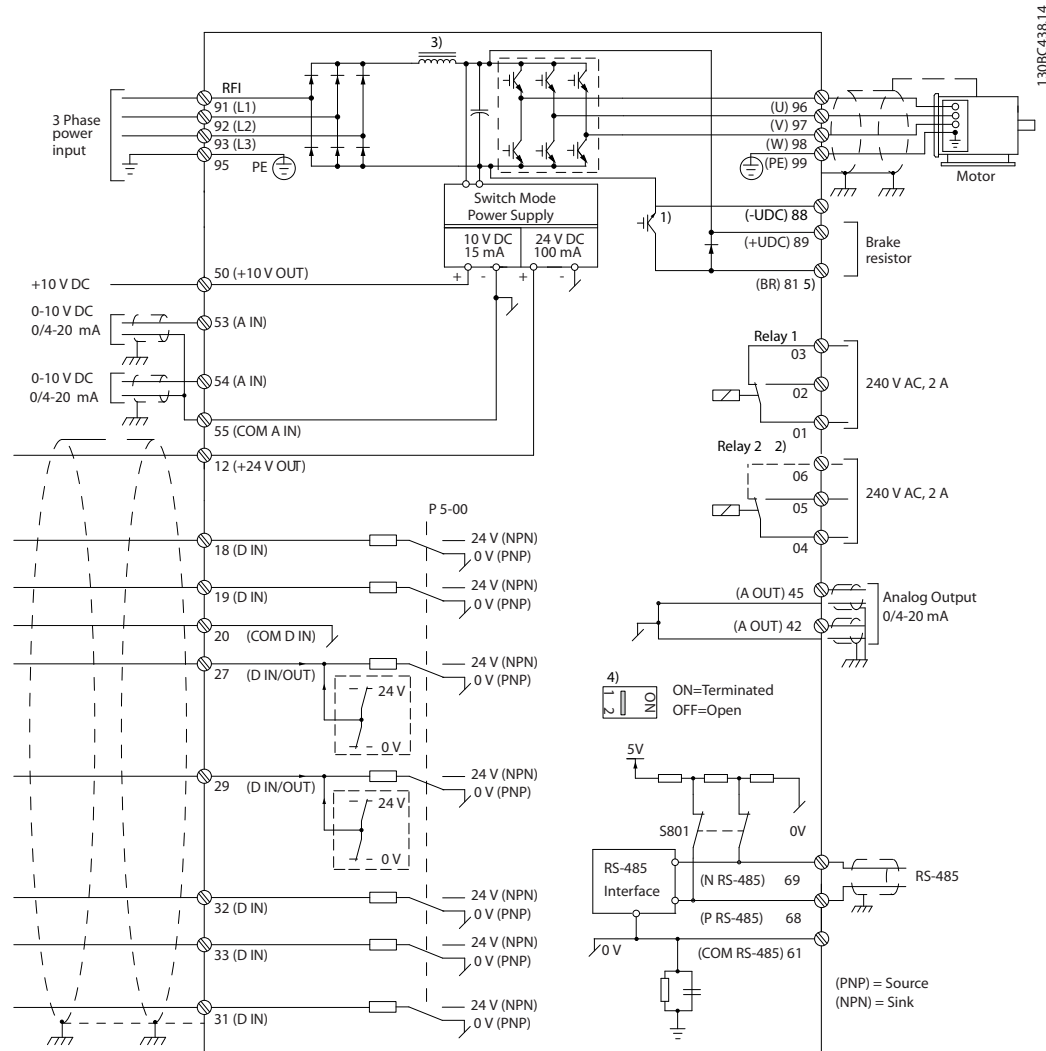 130BC438.14
3)
RFI
91 (L1)
92 (L2)
93 (L3)
95
PE
3 Phase
power
input
(U) 96
(V) 97
(W) 98
(PE) 99
Motor
Switch Mode
Power Supply
10 V DC
15 mA
24 V DC
100 mA
+ - + -
1)
(-UDC) 88
(+UDC) 89
(BR) 81 5)
Brake
resistor
+10 V DC
50 (+10 V OUT)
0-10 V DC
0/4-20 mA
53 (A IN)
0-10 V DC
0/4-20 mA
54 (A IN)
55 (COM A IN)
12 (+24 V OUT)
Relay 1
03
02
01
240 V AC, 2 A
Relay 2 2)
06
05
04
240 V AC, 2 A
P 5-00
18 (D IN)
24 V (NPN)
0 V (PNP)
19 (D IN)
24 V (NPN)
0 V (PNP)
20 (COM D IN)
27 (D IN/OUT)
24 V (NPN)
0 V (PNP)
24 V
0 V
29 (D IN/OUT)
24 V (NPN)
0 V (PNP)
24 V
0 V
32 (D IN)
24 V (NPN)
0 V (PNP)
33 (D IN)
24 V (NPN)
0 V (PNP)
31 (D IN)
24 V (NPN)
0 V (PNP)
(A OUT) 45
(A OUT) 42
Analog Output
0/4-20 mA
4)
1 2
ON
ON=Terminated
OFF=Open
5V
S801
0V
RS-485
Interface
(N RS-485) 69
(P RS-485) 68
RS-485
0 V
(COM RS-485) 61
(PNP) = Source
(NPN) = Sink